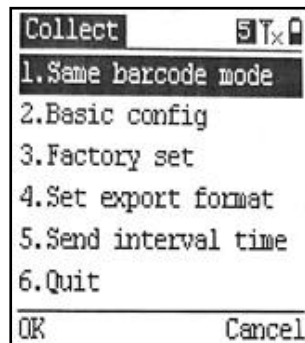 Collect 5
1.Same barcode mode
2.Basic config
3.Factory set
4.Set export format
5.Send interval time
6.Quit
OK Cancel